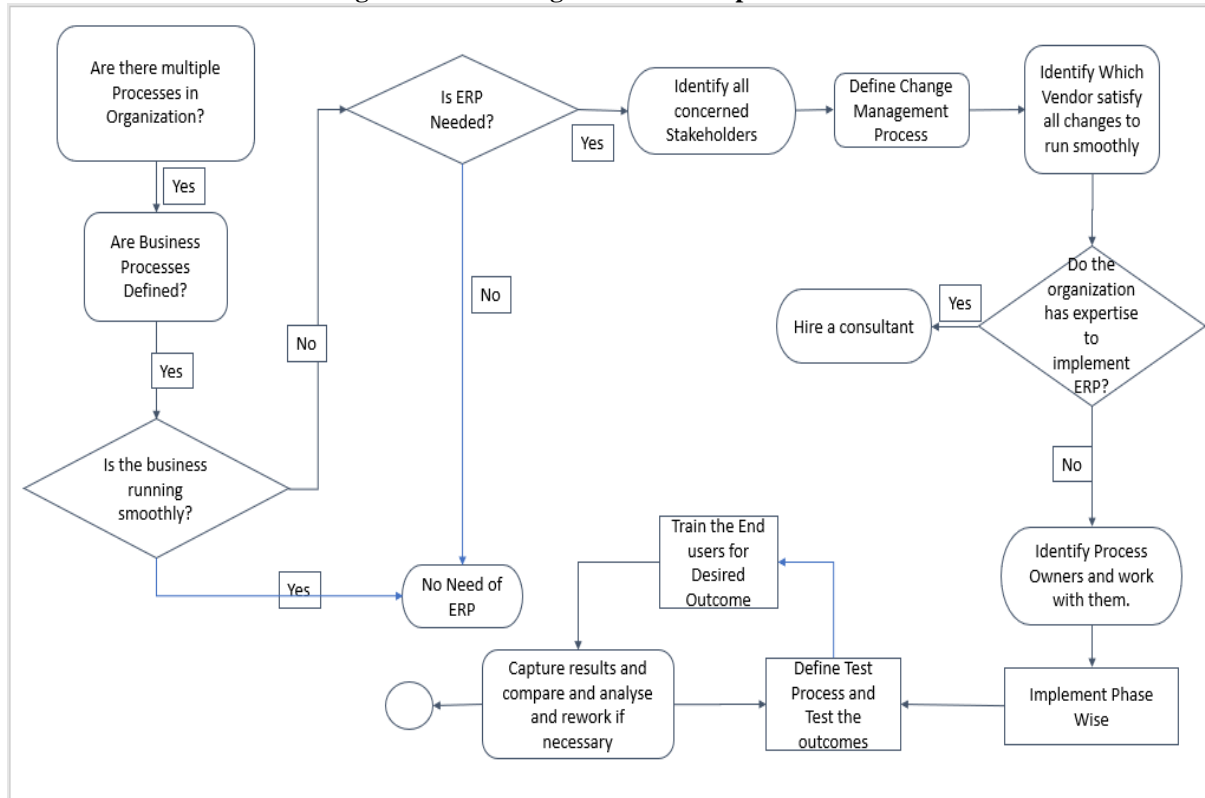 Are there multiple
Processes in
Organization?
Yes
Are Business
Processes
Defined?
Yes
Is the business
running
smoothly?
No
Yes
Is ERP
Needed?
Yes
No
No Need of
ERP
Identify all
concerned
Stakeholders
Define Change
Management
Process
Identify Which
Vendor satisfy
all changes to
run smoothly
Do the
organization
has expertise
to
implement
ERP?
Yes
Hire a consultant
No
Identify Process
Owners and work
with them.
Implement Phase
Wise
Define Test
Process and
Test the
outcomes
Train the End
users for
Desired
Outcome
Capture results and
compare and analyse
and rework if
necessary